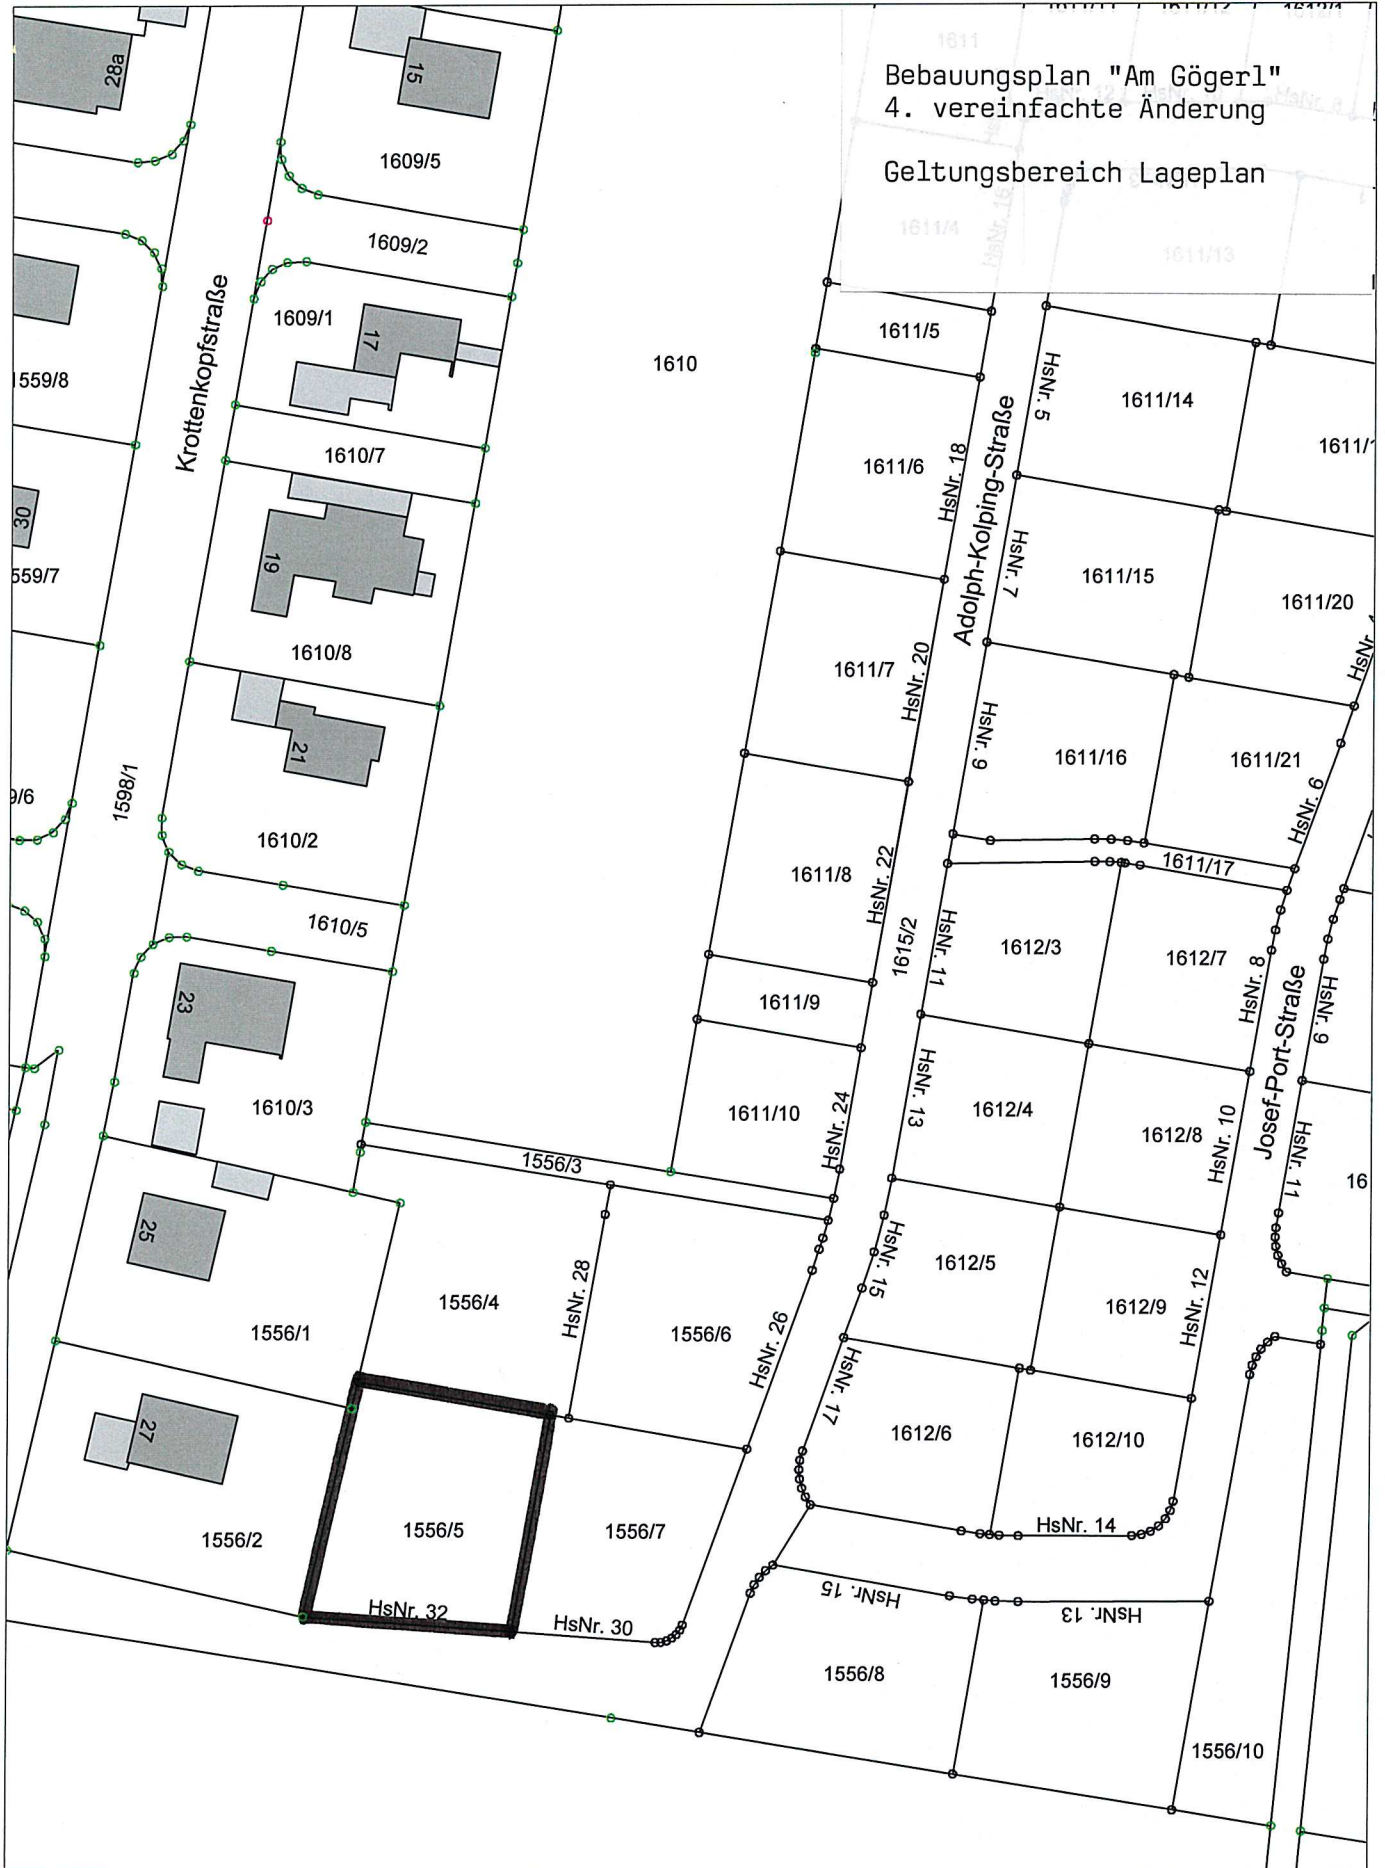 Bebauungsplan "Am Gögerl"
4. vereinfachte Änderung
Geltungsbereich Lageplan
1611
1611/4
1611/13
28a
15
1609/5
1609/2
1609/1
17
Krottenkopfstraße
1559/8
1610
1611/5
HsNr. 5
1611/14
1610/7
1611/6
HsNr. 18
Adolph-Kolping-Straße
30
559/7
19
HsNr. 7
1611/15
1611/20
1610/8
1611/7
HsNr. 20
21
HsNr. 9
1611/16
1611/21
HsNr. 9
9/6
1598/1
1610/2
1611/8
HsNr. 22
1611/17
1610/5
1615/2
HsNr. 11
1612/3
1612/7
HsNr. 8
Josef-Port-Straße
HsNr. 9
23
1611/9
1610/3
1611/10
HsNr. 24
HsNr. 13
1612/4
1612/8
HsNr. 10
HsNr. 11
16
1556/3
25
HsNr. 28
HsNr. 15
1612/5
1556/4
1612/9
HsNr. 12
1556/1
1556/6
HsNr. 26
HsNr. 17
27
1612/6
1612/10
1556/2
1556/5
1556/7
HsNr. 14
HsNr. 32
HsNr. 30
HsNr. 15
HsNr. 13
1556/8
1556/9
1556/10